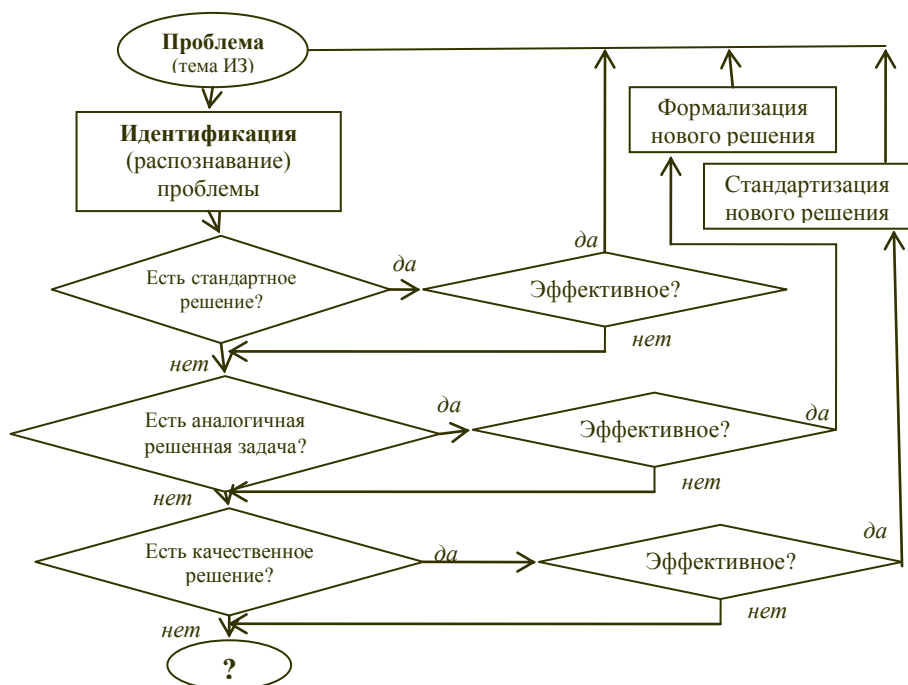 Проблема
(тема ИЗ)
Формализация
нового решения
Идентификация
(распознавание)
проблемы
Стандартизация
нового решения
да
Есть стандартное
решение?
да
Эффективное?
нет
нет
Есть аналогичная
решенная задача?
да
Эффективное?
да
нет
нет
Есть качественное
решение?
да
Эффективное?
да
нет
нет
?